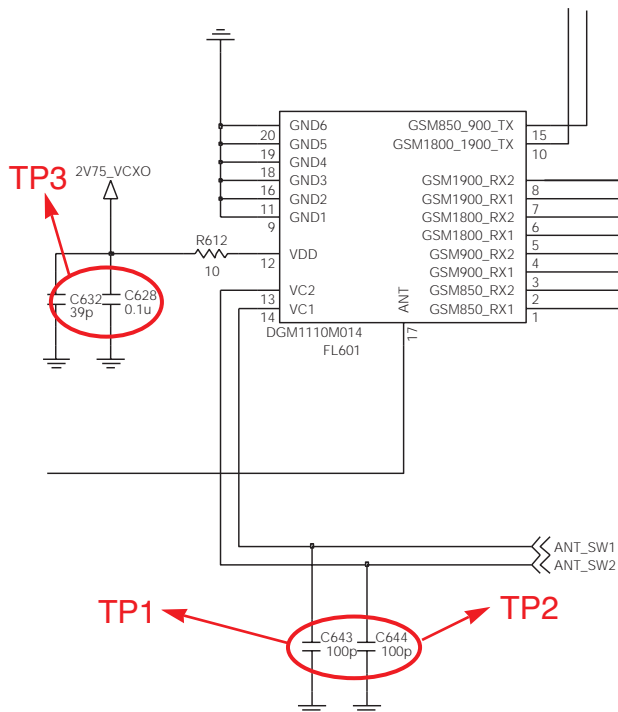 GND6
GSM850_900_TX
20
15
GND5
GSM1800_1900_TX
19
10
GND4
TP3
2V75_VCXO
18
GND3
GSM1900_RX2
16
8
GND2
GSM1900_RX1
11
7
GND1
GSM1800_RX2
9
6
R612
GSM1800_RX1
10
12
VDD
5
GSM900_RX2
4
GSM900_RX1
C632
39p
C628
0.1u
VC2
3
GSM850_RX2
13
2
VC1
ANT
GSM850_RX1
14
1
DGM1110M014
17
FL601
ANT_SW1
ANT_SW2
TP1
TP2
C643
100p
C644
100p